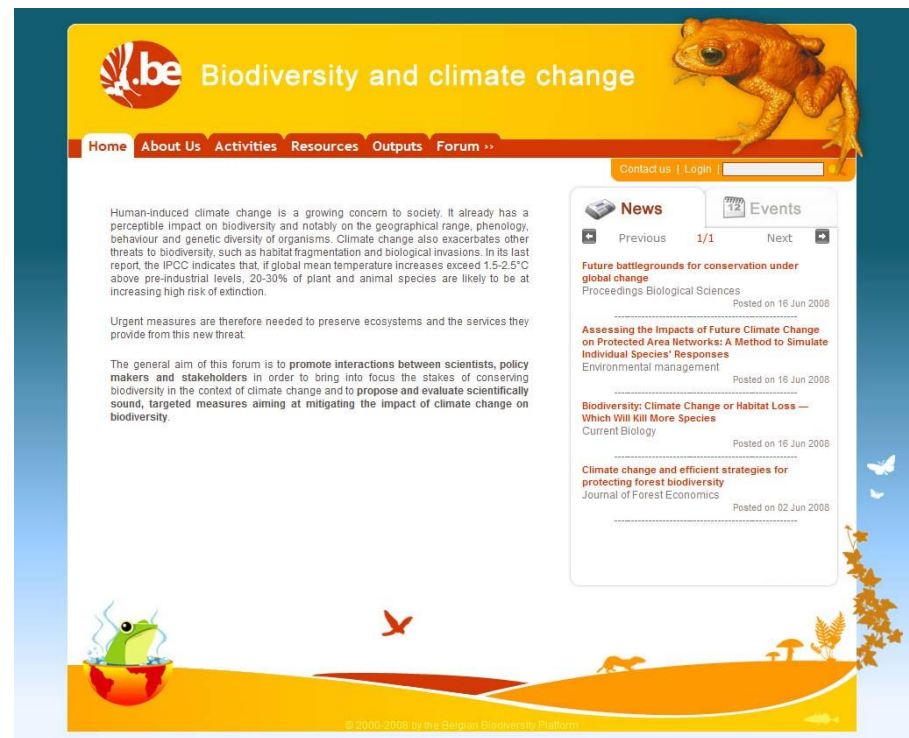 .be
Biodiversity and climate change
Home About Us Activities Resources Outputs Forum >>
Contact us | Login |
Human-induced climate change is a growing concern to society. It already has a
perceptible impact on biodiversity and notably on the geographical range, phenology,
behaviour and genetic diversity of organisms. Climate change also exacerbates other
threats to biodiversity, such as habitat fragmentation and biological invasions. In its last
report, the IPCC indicates that, if global mean temperature increases exceed 1.5-2.5°C
above pre-industrial levels, 20-30% of plant and animal species are likely to be at
increasing high risk of extinction.
Urgent measures are therefore needed to preserve ecosystems and the services they
provide from this new threat.
The general aim of this forum is to promote interactions between scientists, policy
makers and stakeholders in order to bring into focus the stakes of conserving
biodiversity in the context of climate change and to propose and evaluate scientifically
sound, targeted measures aiming at mitigating the impact of climate change on
biodiversity.
News
12 Events
Previous 1/1 Next
Future battlegrounds for conservation under
global change
Proceedings Biological Sciences
Posted on 16 Jun 2008
Assessing the Impacts of Future Climate Change
on Protected Area Networks: A Method to Simulate
Individual Species' Responses
Environmental management
Posted on 16 Jun 2008
Biodiversity: Climate Change or Habitat Loss —
Which Will Kill More Species
Current Biology
Posted on 16 Jun 2008
Climate change and efficient strategies for
protecting forest biodiversity
Journal of Forest Economics
Posted on 02 Jun 2008
© 2000-2008 by the Belgian Biodiversity Platform